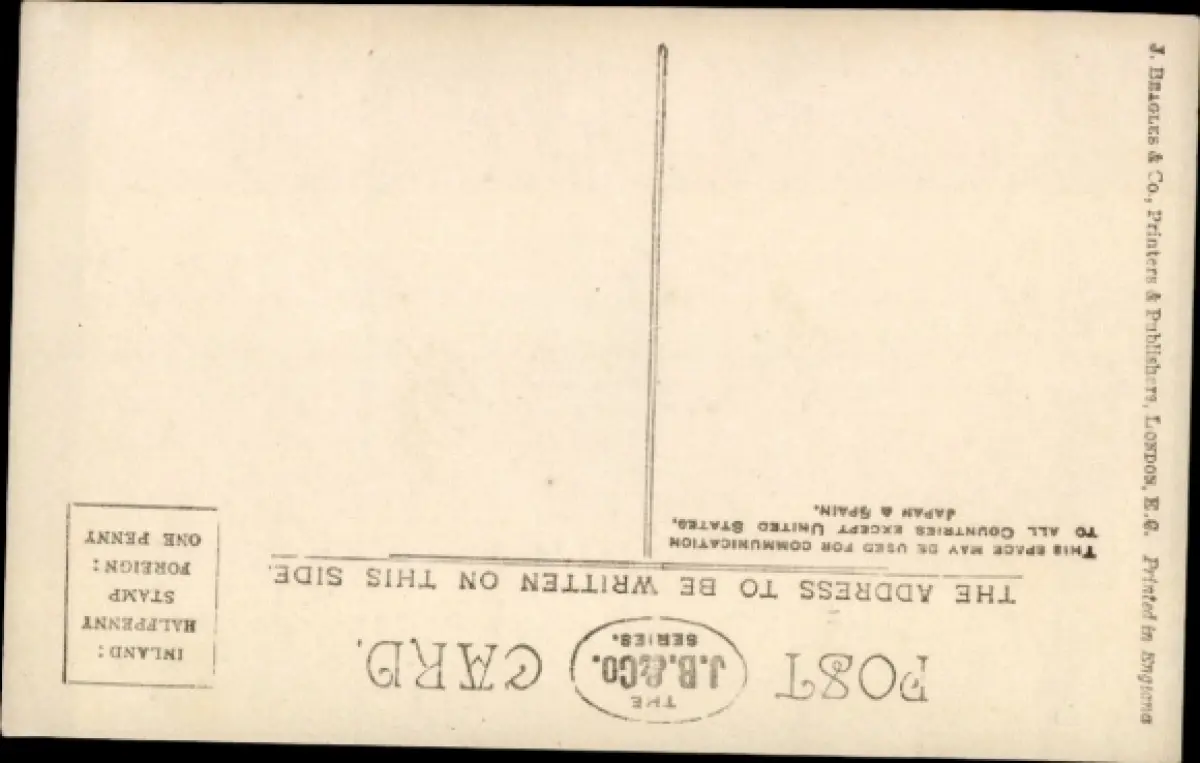 POST CARD.
THE
J.B.&CO.
SERIES.
THE ADDRESS TO BE WRITTEN ON THIS SIDE.
THIS SPACE MAY BE USED FOR COMMUNICATION
TO ALL COUNTRIES EXCEPT UNITED STATES,
JAPAN & SPAIN.
INLAND:
HALFPENNY
STAMP
FOREIGN:
ONE PENNY
J. BEAGLES & Co., Printers & Publishers, LONDON, E.C. Printed in England